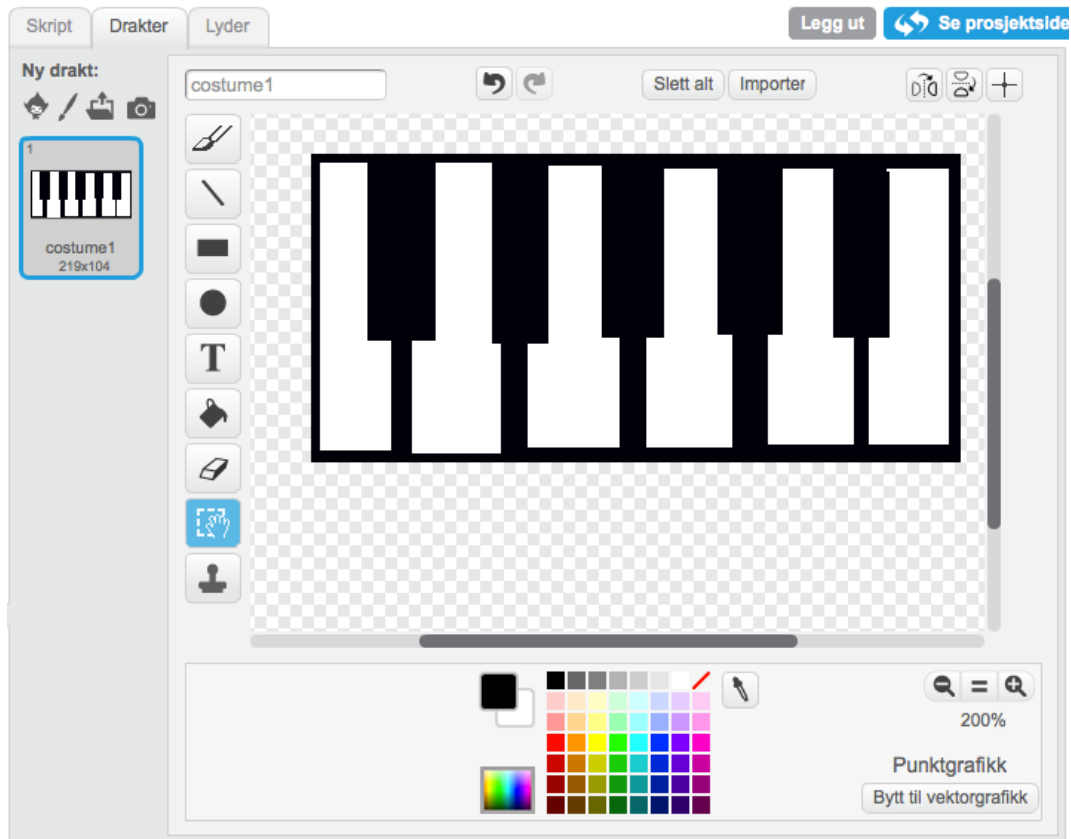 Skript
Drakter
Lyder
Legg ut
Se prosjektside
Ny drakt:
costume1
Slett alt
Importer
1
costume1
219x104
T
200%
Punktgrafikk
Bytt til vektorgrafikk